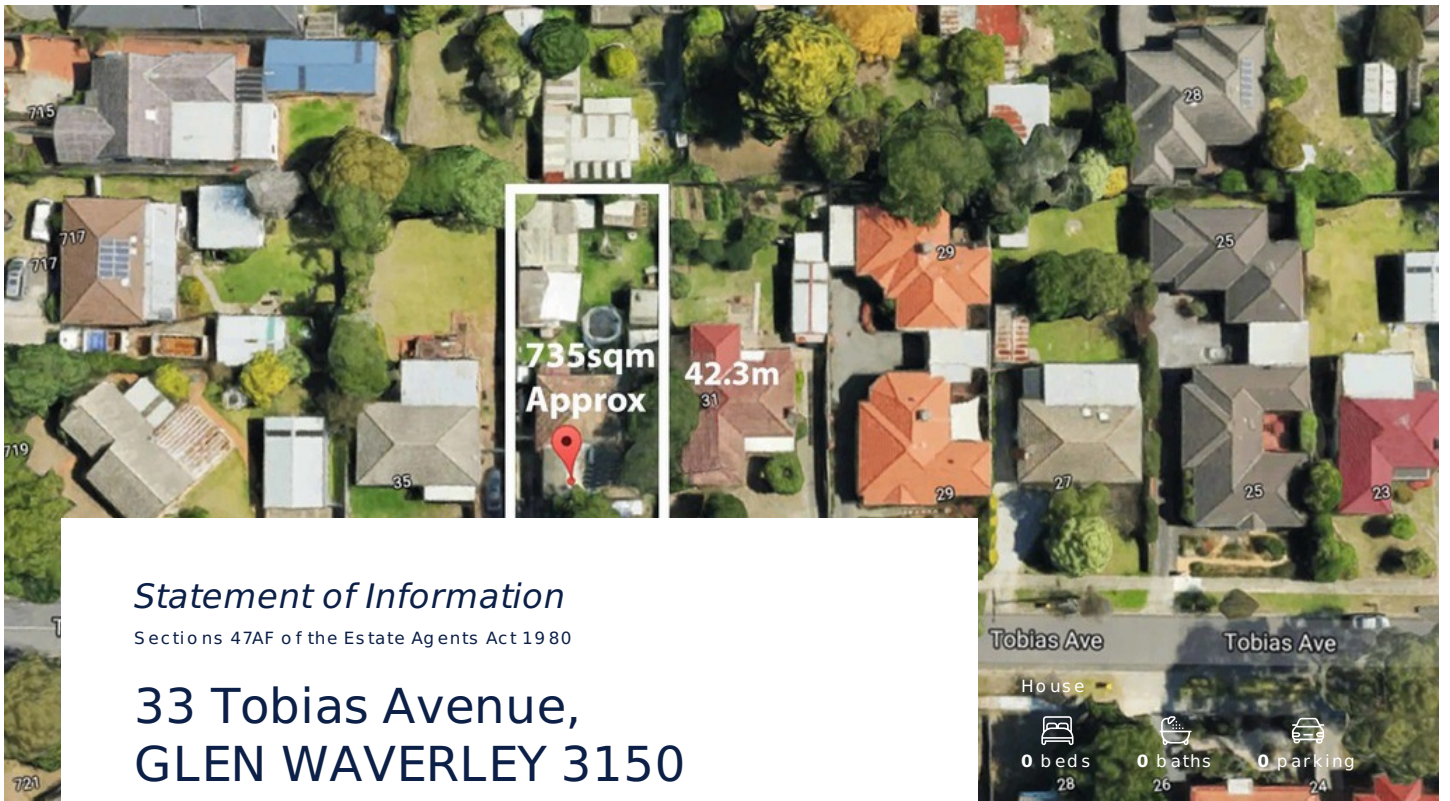 715
28
717
717
25
29
735sqm
42.3m
Approx
31
719
35
29
27
25
23
Statement of Information
Sections 47AF of the Estate Agents Act 1980
Tobias Ave
Tobias Ave
33 Tobias Avenue,
GLEN WAVERLEY 3150
House
0 beds
0 baths
0 parking
721
28
26
24